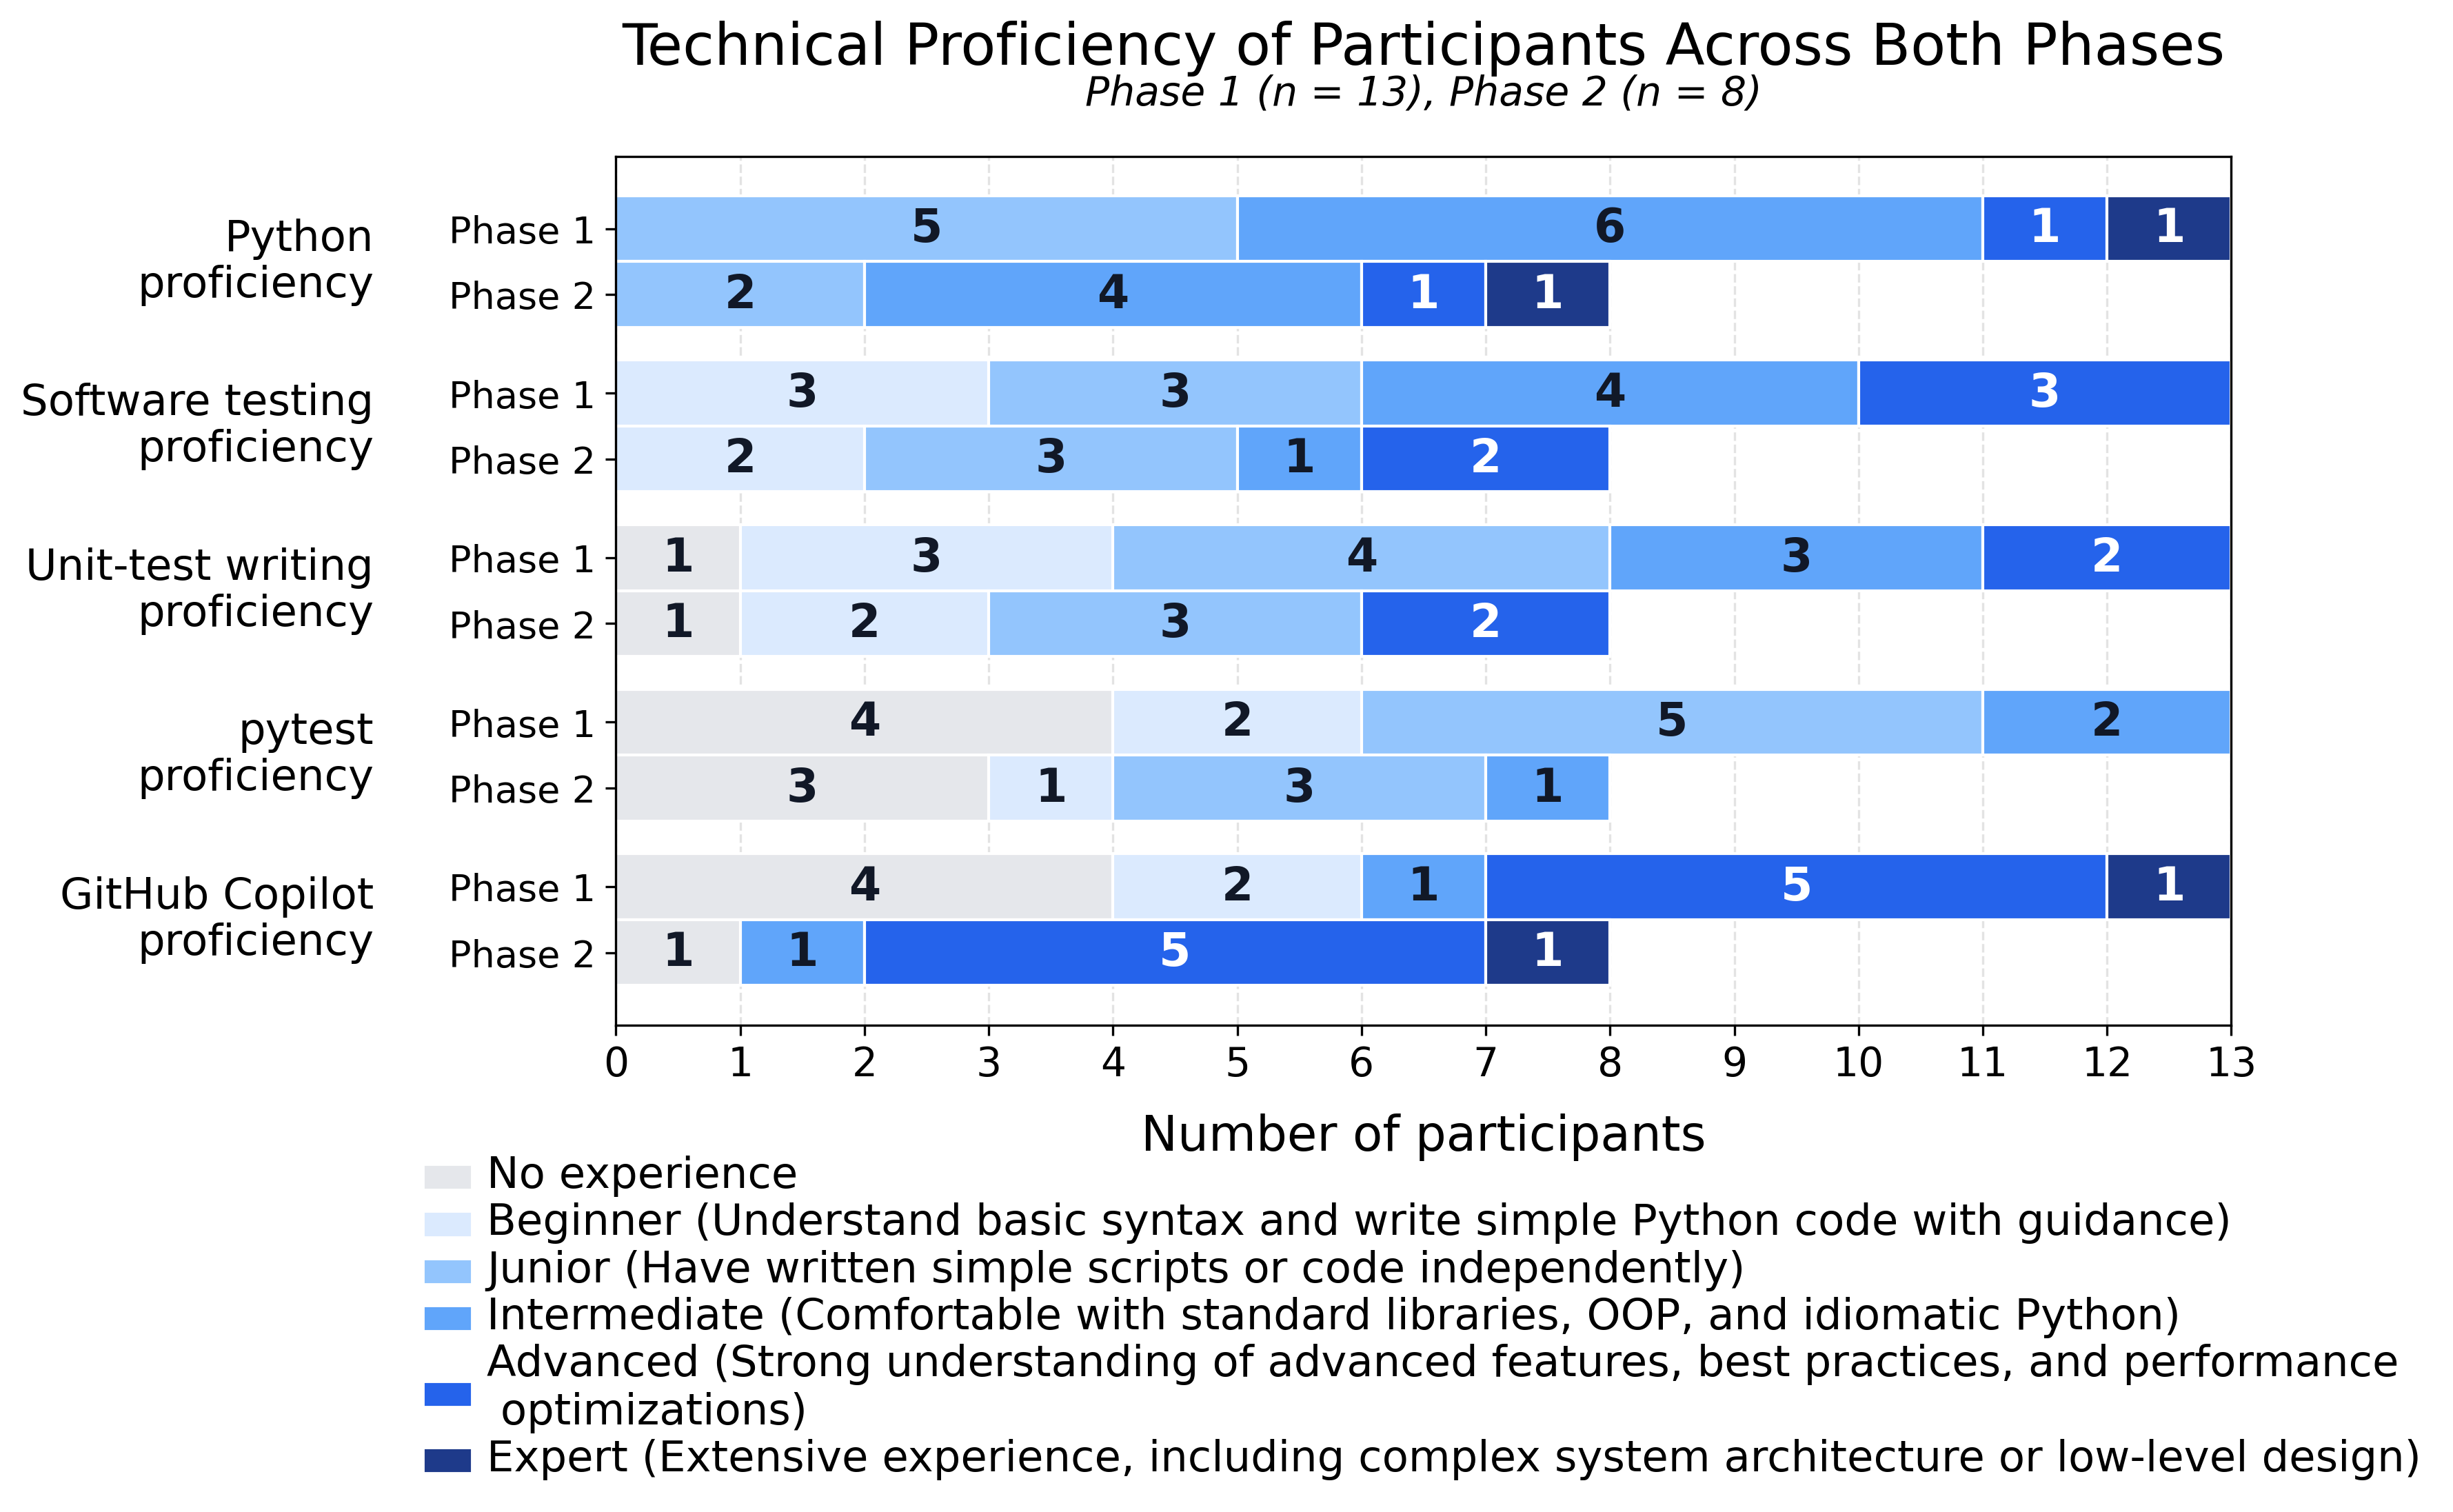 Technical Proficiency of Participants Across Both Phases
Phase 1 (n = 13), Phase 2 (n = 8)
Python
proficiency
Phase 1
5 6 1 1
Phase 2
2 4 1 1
Software testing
proficiency
Phase 1
3 3 4 3
Phase 2
2 3 1 2
Unit-test writing
proficiency
Phase 1
1 3 4 3 2
Phase 2
1 2 3 2
pytest
proficiency
Phase 1
4 2 5 2
Phase 2
3 1 3 1
GitHub Copilot
proficiency
Phase 1
4 2 1 5 1
Phase 2
1 1 5 1
0 1 2 3 4 5 6 7 8 9 10 11 12 13
Number of participants
No experience
Beginner (Understand basic syntax and write simple Python code with guidance)
Junior (Have written simple scripts or code independently)
Intermediate (Comfortable with standard libraries, OOP, and idiomatic Python)
Advanced (Strong understanding of advanced features, best practices, and performance
optimizations)
Expert (Extensive experience, including complex system architecture or low-level design)